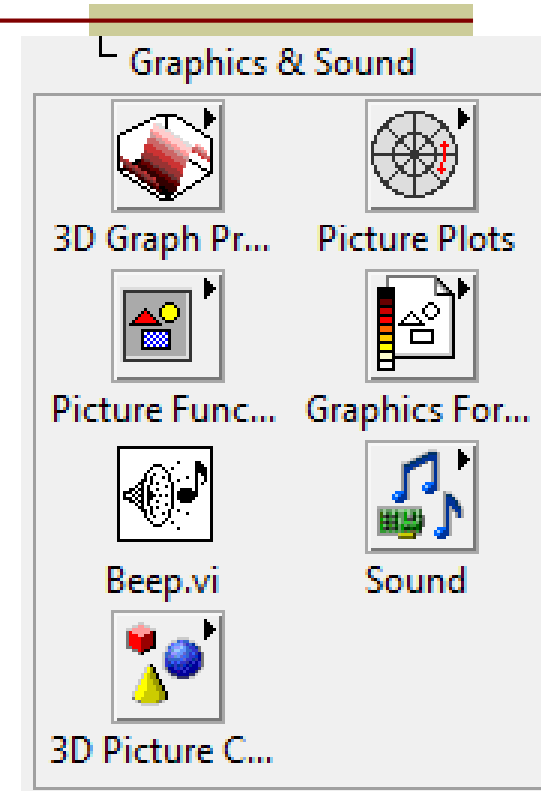 Graphics & Sound
3D Graph Pr... Picture Plots
Picture Func... Graphics For...
Beep.vi Sound
3D Picture C...